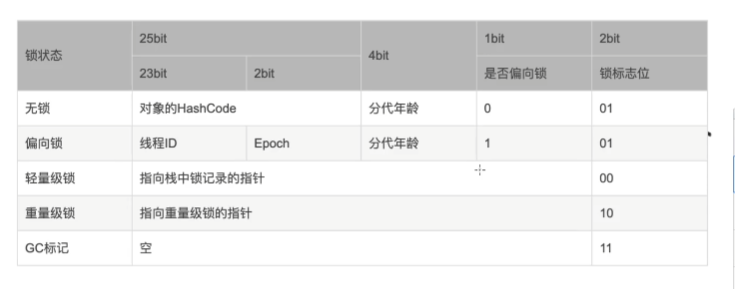 锁状态 25bit 4bit 1bit 2bit
23bit 2bit 是否偏向锁 锁标志位
无锁 对象的HashCode 分代年龄 0 01
偏向锁 线程ID Epoch 分代年龄 1 01
轻量级锁 指向栈中锁记录的指针 00
重量级锁 指向重量级锁的指针 10
GC标记 空 11